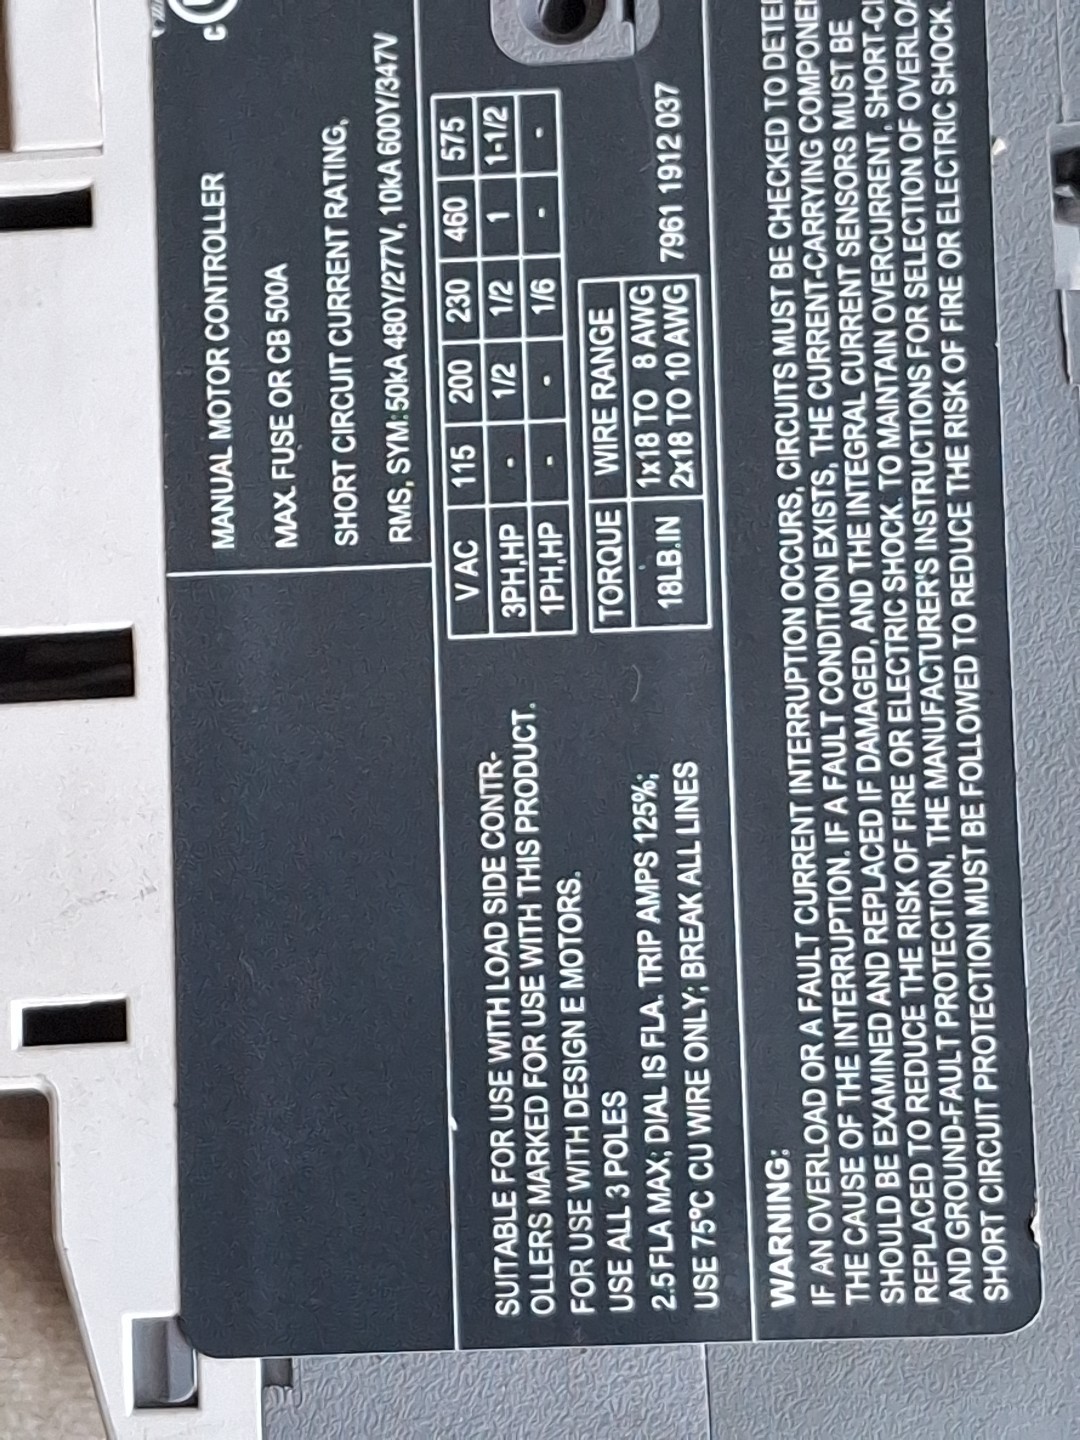 MANUAL MOTOR CONTROLLER
MAX. FUSE OR CB 500A
SHORT CIRCUIT CURRENT RATING,
RMS, SYM:50kA 480Y/277V, 10kA 600Y/347V
SUITABLE FOR USE WITH LOAD SIDE CONTR-
OLLERS MARKED FOR USE WITH THIS PRODUCT.
FOR USE WITH DESIGN E MOTORS.
USE ALL 3 POLES
2.5 FLA MAX; DIAL IS FLA. TRIP AMPS 125%;
USE 75°C CU WIRE ONLY; BREAK ALL LINES
V AC 115 200 230 460 575
3PH,HP - 1/2 1/2 1 1-1/2
1PH,HP - - 1/6 - -
TORQUE WIRE RANGE
18LB.IN 1x18 TO 8 AWG
2x18 TO 10 AWG
7961 1912 037
WARNING:
IF AN OVERLOAD OR A FAULT CURRENT INTERRUPTION OCCURS, CIRCUITS MUST BE CHECKED TO
THE CAUSE OF THE INTERRUPTION. IF A FAULT CONDITION EXISTS, THE CURRENT-CARRYING
SHOULD BE EXAMINED AND REPLACED IF DAMAGED, AND THE INTEGRAL CURRENT SENSORS MUST BE
REPLACED TO REDUCE THE RISK OF FIRE OR ELECTRIC SHOCK. TO MAINTAIN OVERCURRENT,
AND GROUND-FAULT PROTECTION, THE MANUFACTURER'S INSTRUCTIONS FOR SELECTION OF
SHORT CIRCUIT PROTECTION MUST BE FOLLOWED TO REDUCE THE RISK OF FIRE OR ELECTRIC SHOCK.